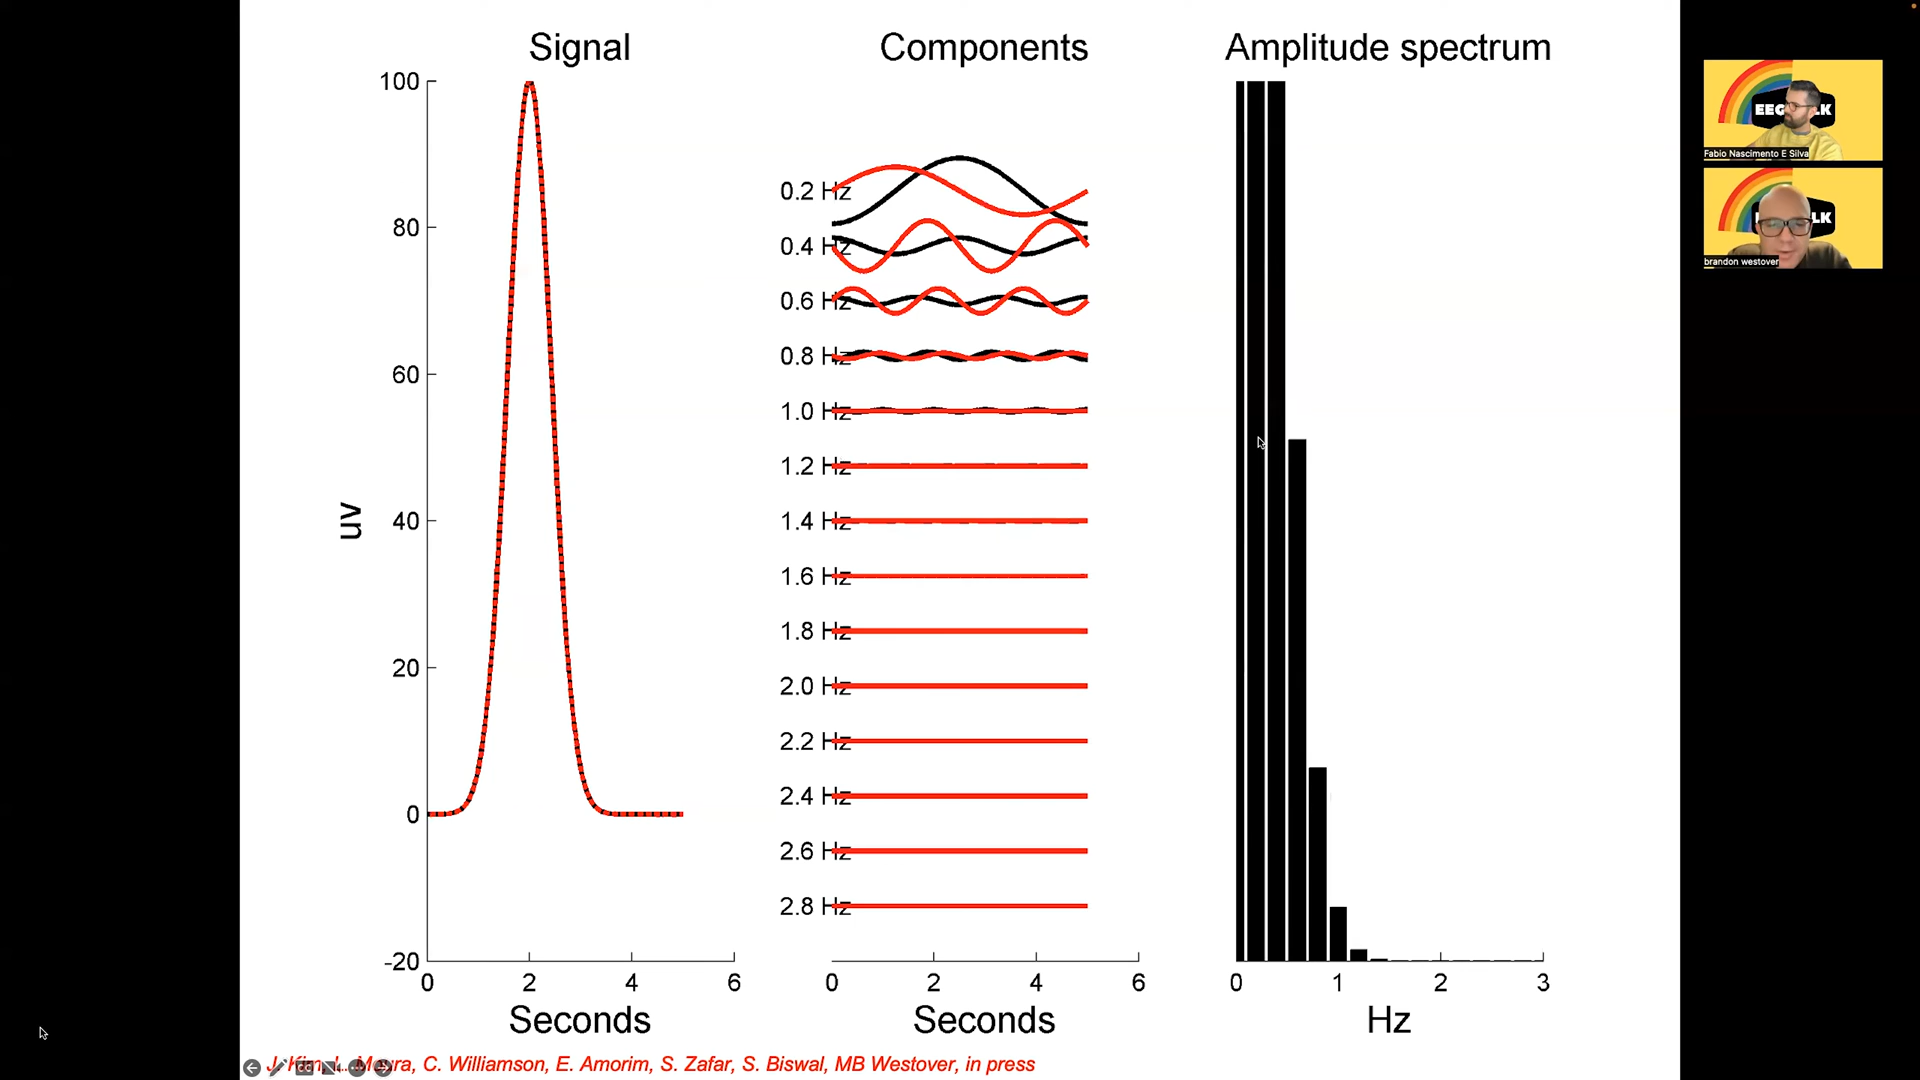 Signal
Components
Amplitude spectrum
100
80
60
40
20
0
-20
uv
0 2 4 6
Seconds
0.2 Hz
0.4 Hz
0.6 Hz
0.8 Hz
1.0 Hz
1.2 Hz
1.4 Hz
1.6 Hz
1.8 Hz
2.0 Hz
2.2 Hz
2.4 Hz
2.6 Hz
2.8 Hz
0 2 4 6
Seconds
0 1 2 3
Hz
J. Kim, L. Moura, C. Williamson, E. Amorim, S. Zafar, S. Biswal, MB Westover, in press
EEG LK
Fabio Nascimento E Silva
LK
brandon westover